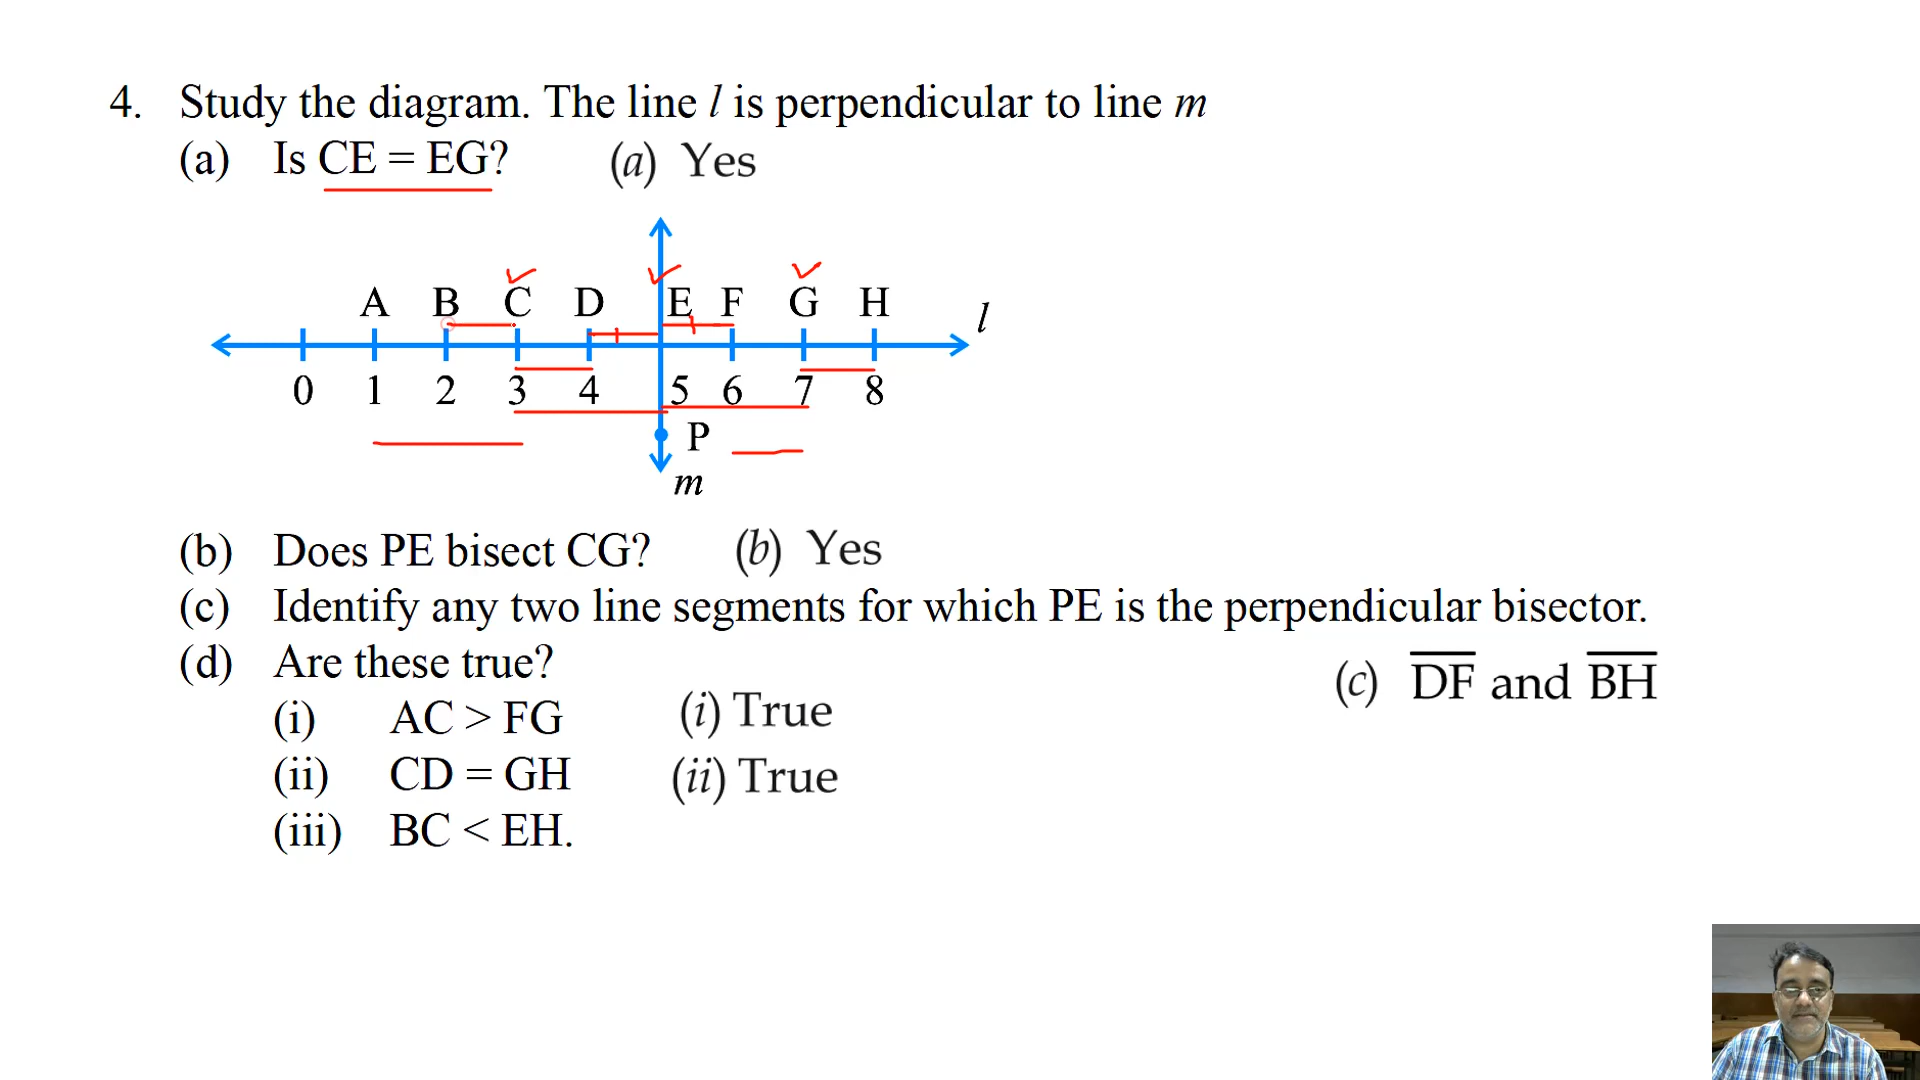 4. Study the diagram. The line l is perpendicular to line m
(a) Is CE = EG? (a) Yes
A B C D E F G H l
0 1 2 3 4 5 6 7 8
P
m
(b) Does PE bisect CG? (b) Yes
(c) Identify any two line segments for which PE is the perpendicular bisector.
(d) Are these true? (c) D̅F̅ and B̅H̅
(i) AC > FG (i) True
(ii) CD = GH (ii) True
(iii) BC < EH.